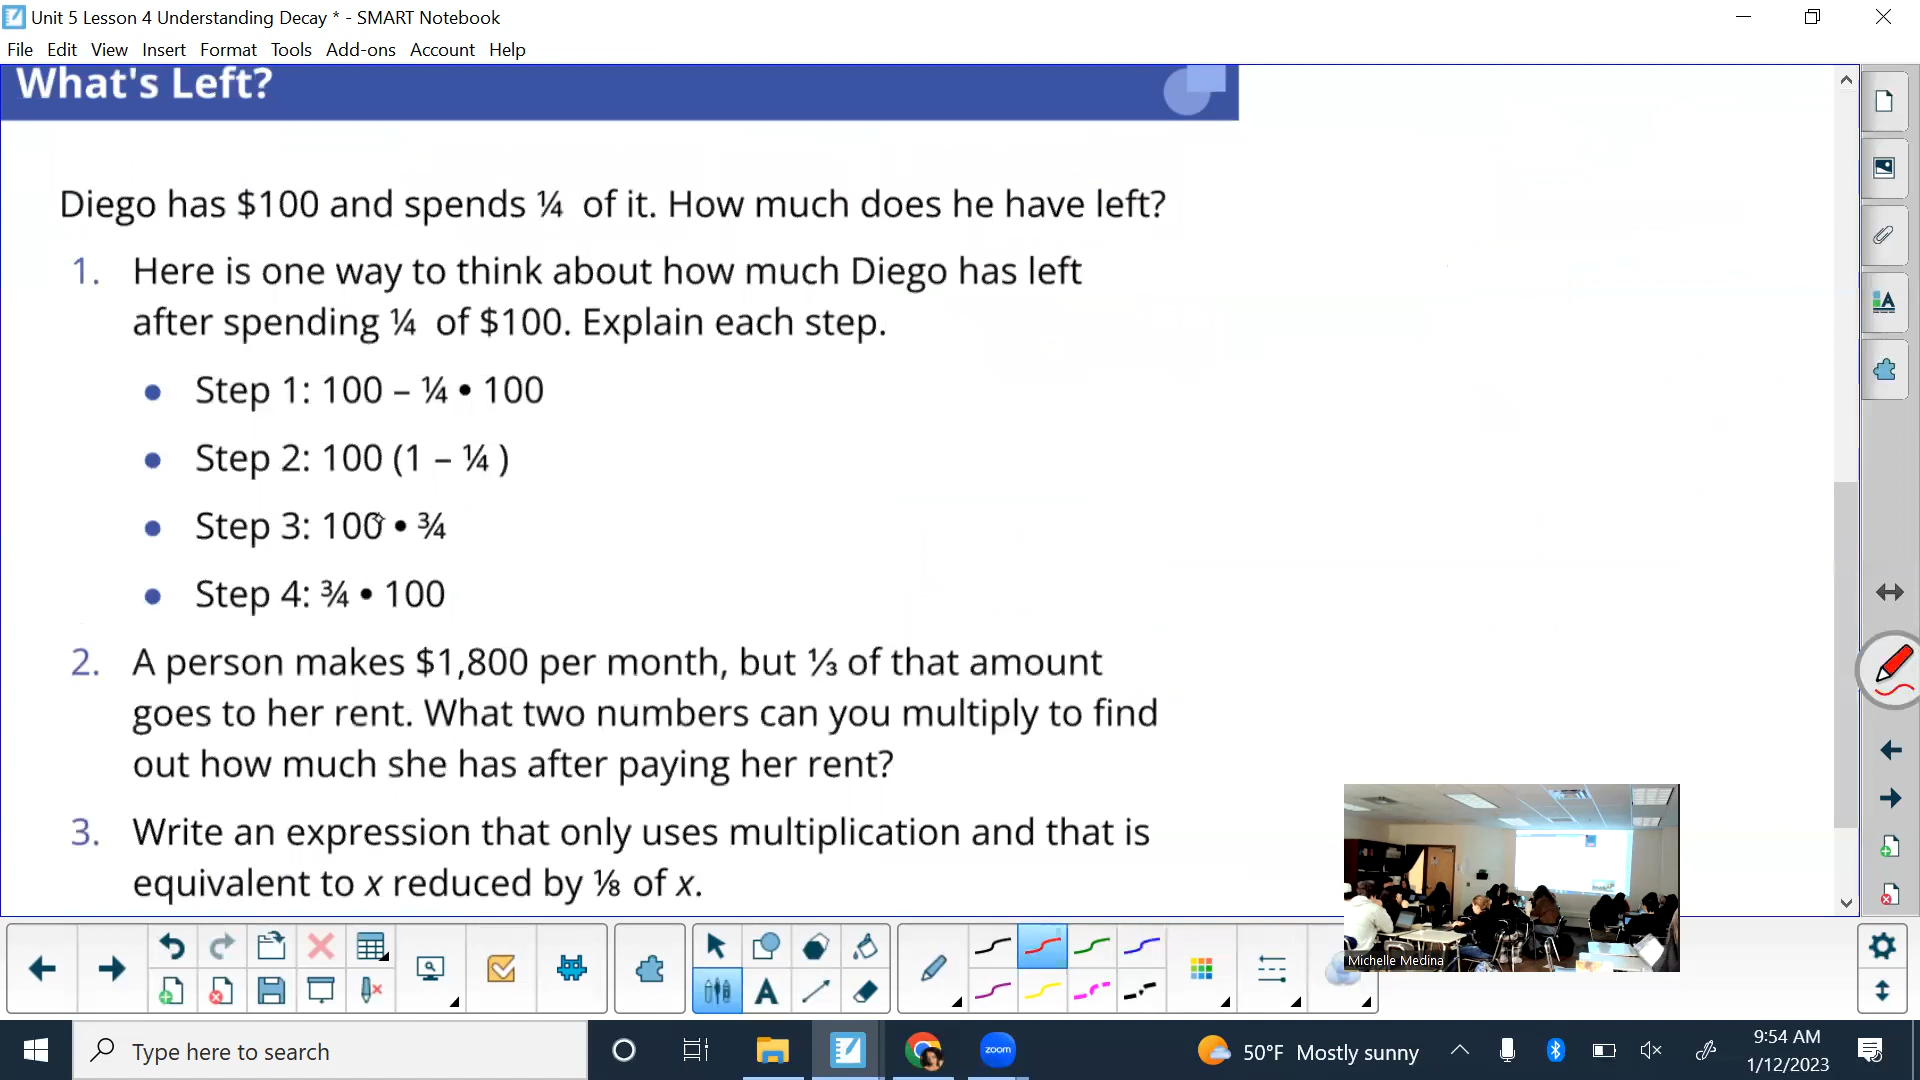 Unit 5 Lesson 4 Understanding Decay * - SMART Notebook
File Edit View Insert Format Tools Add-ons Account Help
What's Left?
Diego has $100 and spends ¼ of it. How much does he have left?
1. Here is one way to think about how much Diego has left
after spending ¼ of $100. Explain each step.
• Step 1: 100 – ¼ • 100
• Step 2: 100 (1 – ¼ )
• Step 3: 100 • ¾
• Step 4: ¾ • 100
2. A person makes $1,800 per month, but ⅓ of that amount
goes to her rent. What two numbers can you multiply to find
out how much she has after paying her rent?
3. Write an expression that only uses multiplication and that is
equivalent to x reduced by ⅛ of x.
Michelle Medina
Type here to search
zoom
50°F Mostly sunny
9:54 AM
1/12/2023